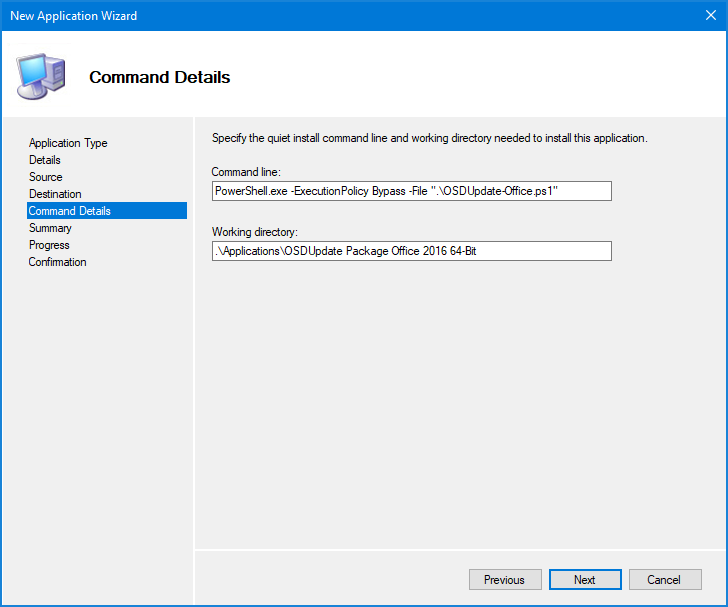 New Application Wizard
Command Details
Application Type
Details
Source
Destination
Command Details
Summary
Progress
Confirmation
Specify the quiet install command line and working directory needed to install this application.
Command line:
PowerShell.exe -ExecutionPolicy Bypass -File ".\OSDUpdate-Office.ps1"
Working directory:
.\Applications\OSDUpdate Package Office 2016 64-Bit
Previous
Next
Cancel